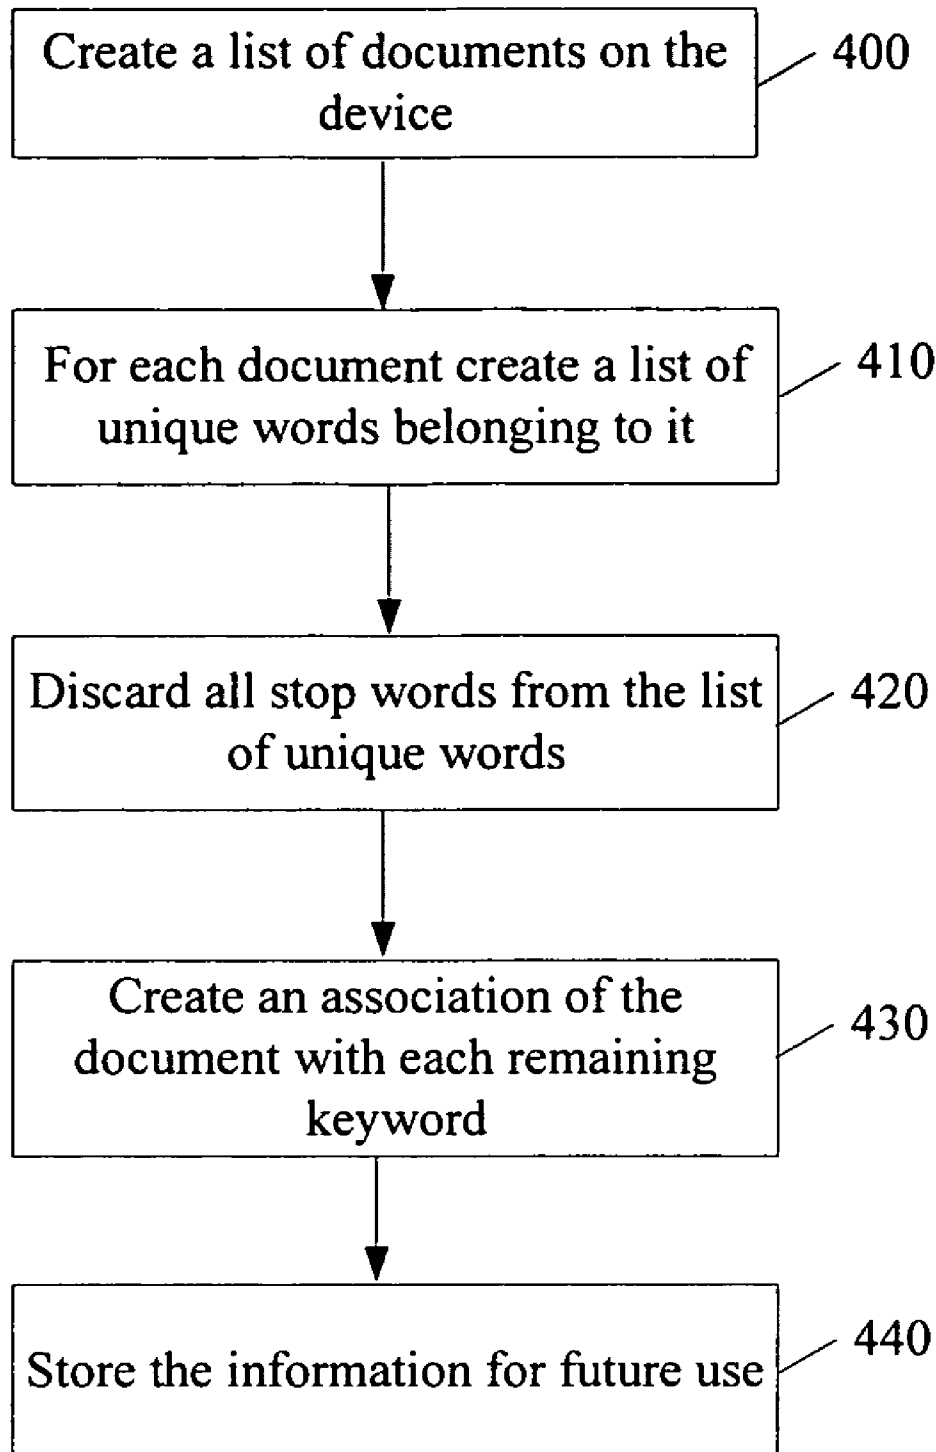 Create a list of documents on the
device
400
For each document create a list of
unique words belonging to it
410
Discard all stop words from the list
of unique words
420
Create an association of the
document with each remaining
keyword
430
Store the information for future use
440